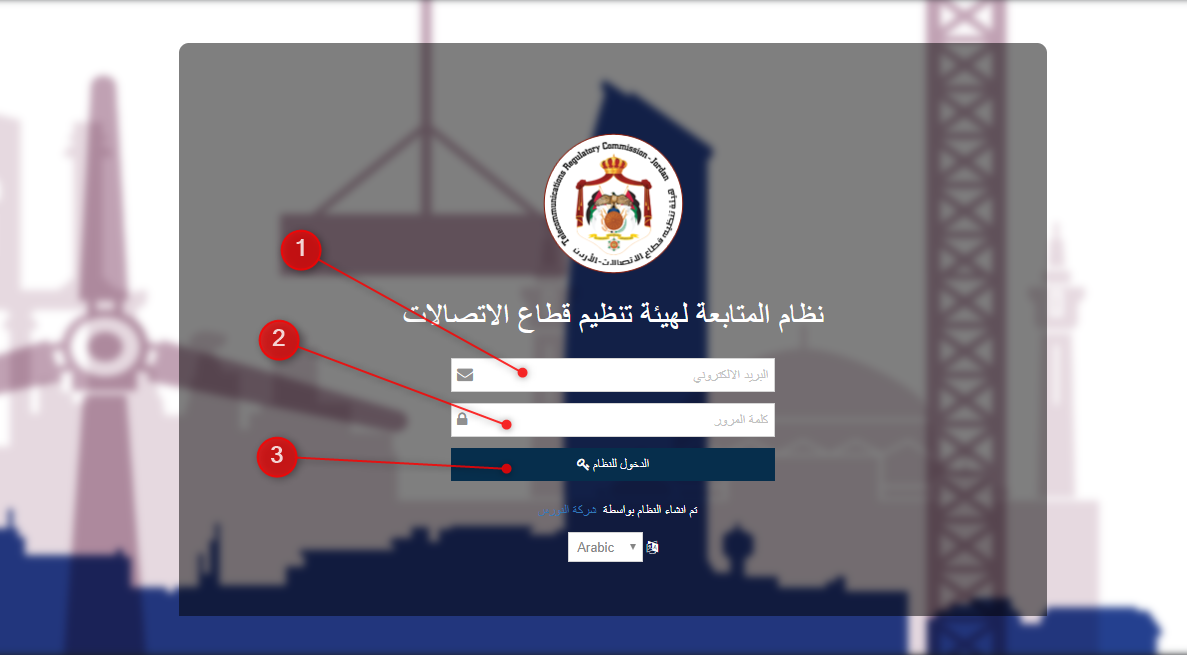 Telecommunications Regulatory Commission - Jordan
هيئة تنظيم قطاع الاتصالات - الأردن
1
نظام المتابعة لهيئة تنظيم قطاع الاتصالات
2
البريد الالكتروني
كلمة المرور
3
الدخول للنظام
تم انشاء النظام بواسطة شركة
Arabic